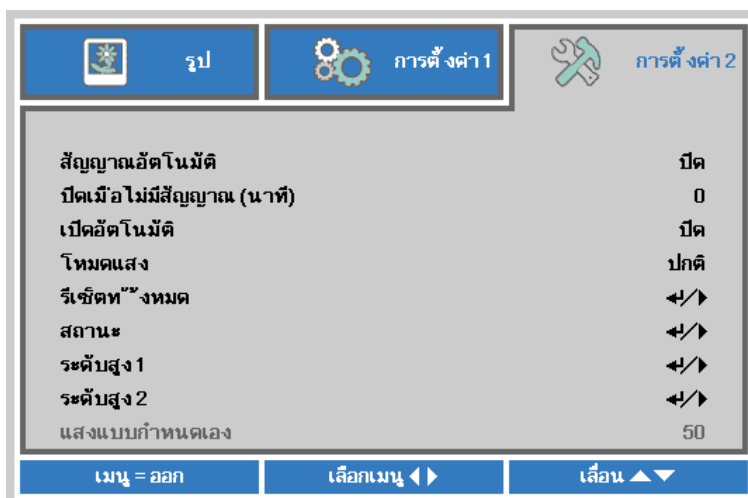 รูป การตั้งค่า 1 การตั้งค่า 2
สัญญาณอัตโนมัติ ปิด
ปิดเมื่อไม่มีสัญญาณ (นาที) 0
เปิดอัตโนมัติ ปิด
โหมดแสง ปกติ
รีเซ็ตทั้งหมด ↵/▶
สถานะ ↵/▶
ระดับสูง 1 ↵/▶
ระดับสูง 2 ↵/▶
แสงแบบกำหนดเอง 50
เมนู = ออก เลือกเมนู ◀▶ เลื่อน ▲▼